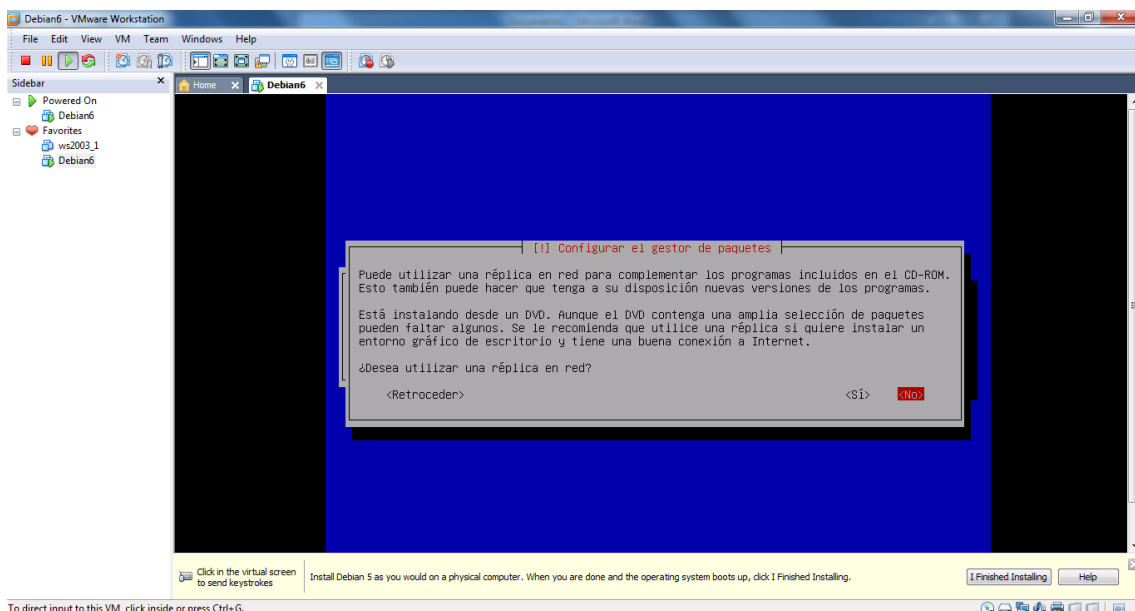 Debian6 - VMware Workstation
File Edit View VM Team Windows Help
Sidebar
Home
Debian6
Powered On
Debian6
Favorites
ws2003_1
Debian6
[!] Configurar el gestor de paquetes
Puede utilizar una réplica en red para complementar los programas incluidos en el CD-ROM.
Esto también puede hacer que tenga a su disposición nuevas versiones de los programas.
Está instalando desde un DVD. Aunque el DVD contenga una amplia selección de paquetes
pueden faltar algunos. Se le recomienda que utilice una réplica si quiere instalar un
entorno gráfico de escritorio y tiene una buena conexión a Internet.
¿Desea utilizar una réplica en red?
<Retroceder> <Sí> <No>
Click in the virtual screen
to send keystrokes
Install Debian 5 as you would on a physical computer. When you are done and the operating system boots up, click I Finished Installing.
I Finished Installing
Help
To direct input to this VM, click inside or press Ctrl+G.